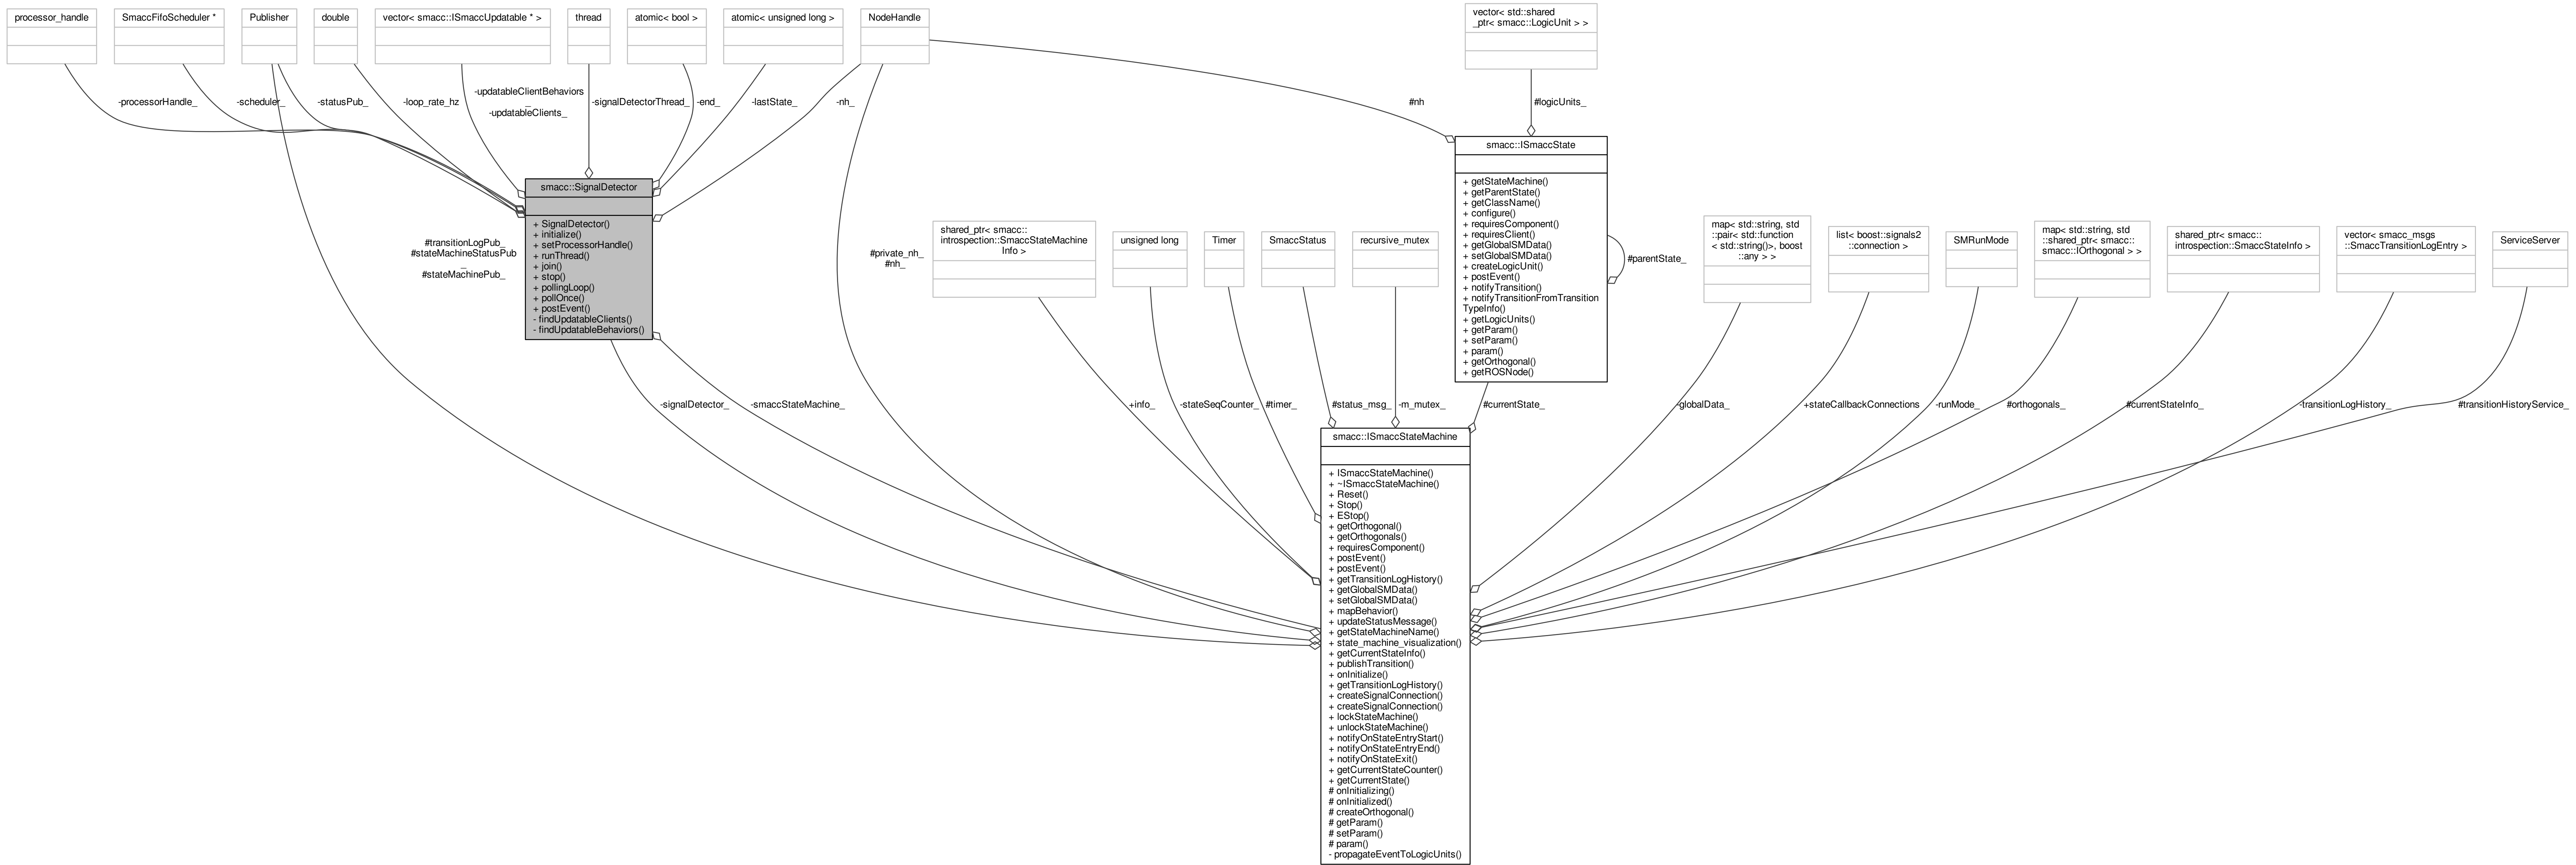 processor_handle
SmaccFifoScheduler *
Publisher
double
vector< smacc::ISmaccUpdatable * >
thread
atomic< bool >
atomic< unsigned long >
NodeHandle
vector< std::shared
_ptr< smacc::LogicUnit > >
-processorHandle_
-scheduler_
-statusPub_
-loop_rate_hz
-updatableClientBehaviors
_
-updatableClients_
-signalDetectorThread_
-end_
-lastState_
-nh_
#nh
#logicUnits_
smacc::SignalDetector
+ SignalDetector()
+ initialize()
+ setProcessorHandle()
+ runThread()
+ join()
+ stop()
+ pollingLoop()
+ pollOnce()
+ postEvent()
- findUpdatableClients()
- findUpdatableBehaviors()
smacc::ISmaccState
+ getStateMachine()
+ getParentState()
+ getClassName()
+ configure()
+ requiresComponent()
+ requiresClient()
+ getGlobalSMData()
+ setGlobalSMData()
+ createLogicUnit()
+ postEvent()
+ notifyTransition()
+ notifyTransitionFromTransition
TypeInfo()
+ getLogicUnits()
+ getParam()
+ setParam()
+ param()
+ getOrthogonal()
+ getROSNode()
#parentState_
#transitionLogPub_
#stateMachineStatusPub
_
#stateMachinePub_
#private_nh_
#nh_
shared_ptr< smacc::
introspection::SmaccStateMachine
Info >
unsigned long
Timer
SmaccStatus
recursive_mutex
map< std::string, std
::pair< std::function
< std::string()>, boost
::any > >
list< boost::signals2
::connection >
SMRunMode
map< std::string, std
::shared_ptr< smacc::
smacc::IOrthogonal > >
shared_ptr< smacc::
introspection::SmaccStateInfo >
vector< smacc_msgs
::SmaccTransitionLogEntry >
ServiceServer
-signalDetector_
-smaccStateMachine_
+info_
-stateSeqCounter_
#timer_
#status_msg_
-m_mutex_
#currentState_
-globalData_
+stateCallbackConnections
-runMode_
#orthogonals_
#currentStateInfo_
-transitionLogHistory_
#transitionHistoryService_
smacc::ISmaccStateMachine
+ ISmaccStateMachine()
+ ~ISmaccStateMachine()
+ Reset()
+ Stop()
+ EStop()
+ getOrthogonal()
+ getOrthogonals()
+ requiresComponent()
+ postEvent()
+ postEvent()
+ getTransitionLogHistory()
+ getGlobalSMData()
+ setGlobalSMData()
+ mapBehavior()
+ updateStatusMessage()
+ getStateMachineName()
+ state_machine_visualization()
+ getCurrentStateInfo()
+ publishTransition()
+ onInitialize()
+ getTransitionLogHistory()
+ createSignalConnection()
+ createSignalConnection()
+ lockStateMachine()
+ unlockStateMachine()
+ notifyOnStateEntryStart()
+ notifyOnStateEntryEnd()
+ notifyOnStateExit()
+ getCurrentStateCounter()
+ getCurrentState()
# onInitializing()
# onInitialized()
# createOrthogonal()
# getParam()
# setParam()
# param()
- propagateEventToLogicUnits()